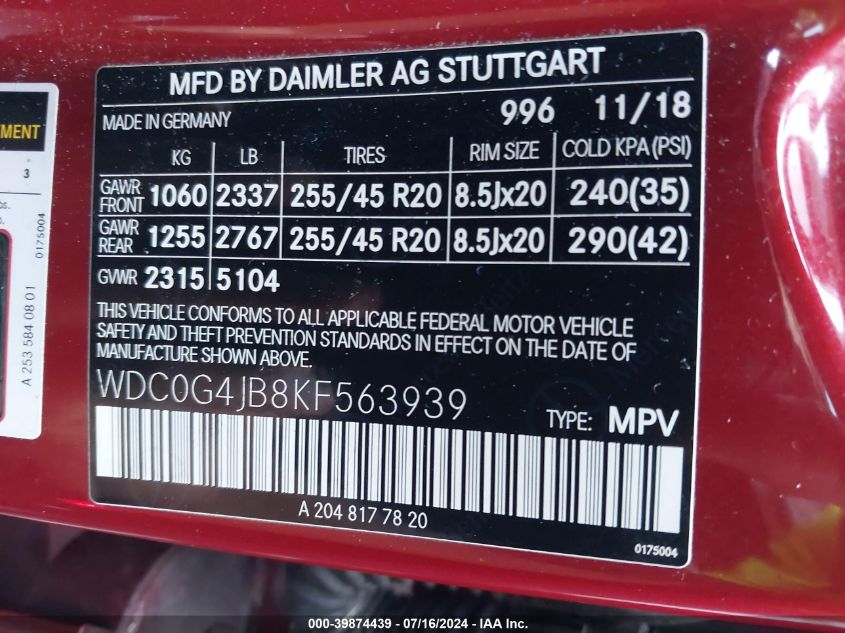 MFD BY DAIMLER AG STUTTGART
MADE IN GERMANY 996 11/18
KG LB TIRES RIM SIZE COLD KPA (PSI)
GAWR FRONT 1060 2337 255/45 R20 8.5Jx20 240(35)
GAWR REAR 1255 2767 255/45 R20 8.5Jx20 290(42)
GVWR 2315 5104
THIS VEHICLE CONFORMS TO ALL APPLICABLE FEDERAL MOTOR VEHICLE
SAFETY AND THEFT PREVENTION STANDARDS IN EFFECT ON THE DATE OF
MANUFACTURE SHOWN ABOVE.
WDC0G4JB8KF563939
TYPE: MPV
A 204 817 78 20
0175004
3
0175004
A 253 584 08 01
000-39874439 - 07/16/2024 - IAA Inc.